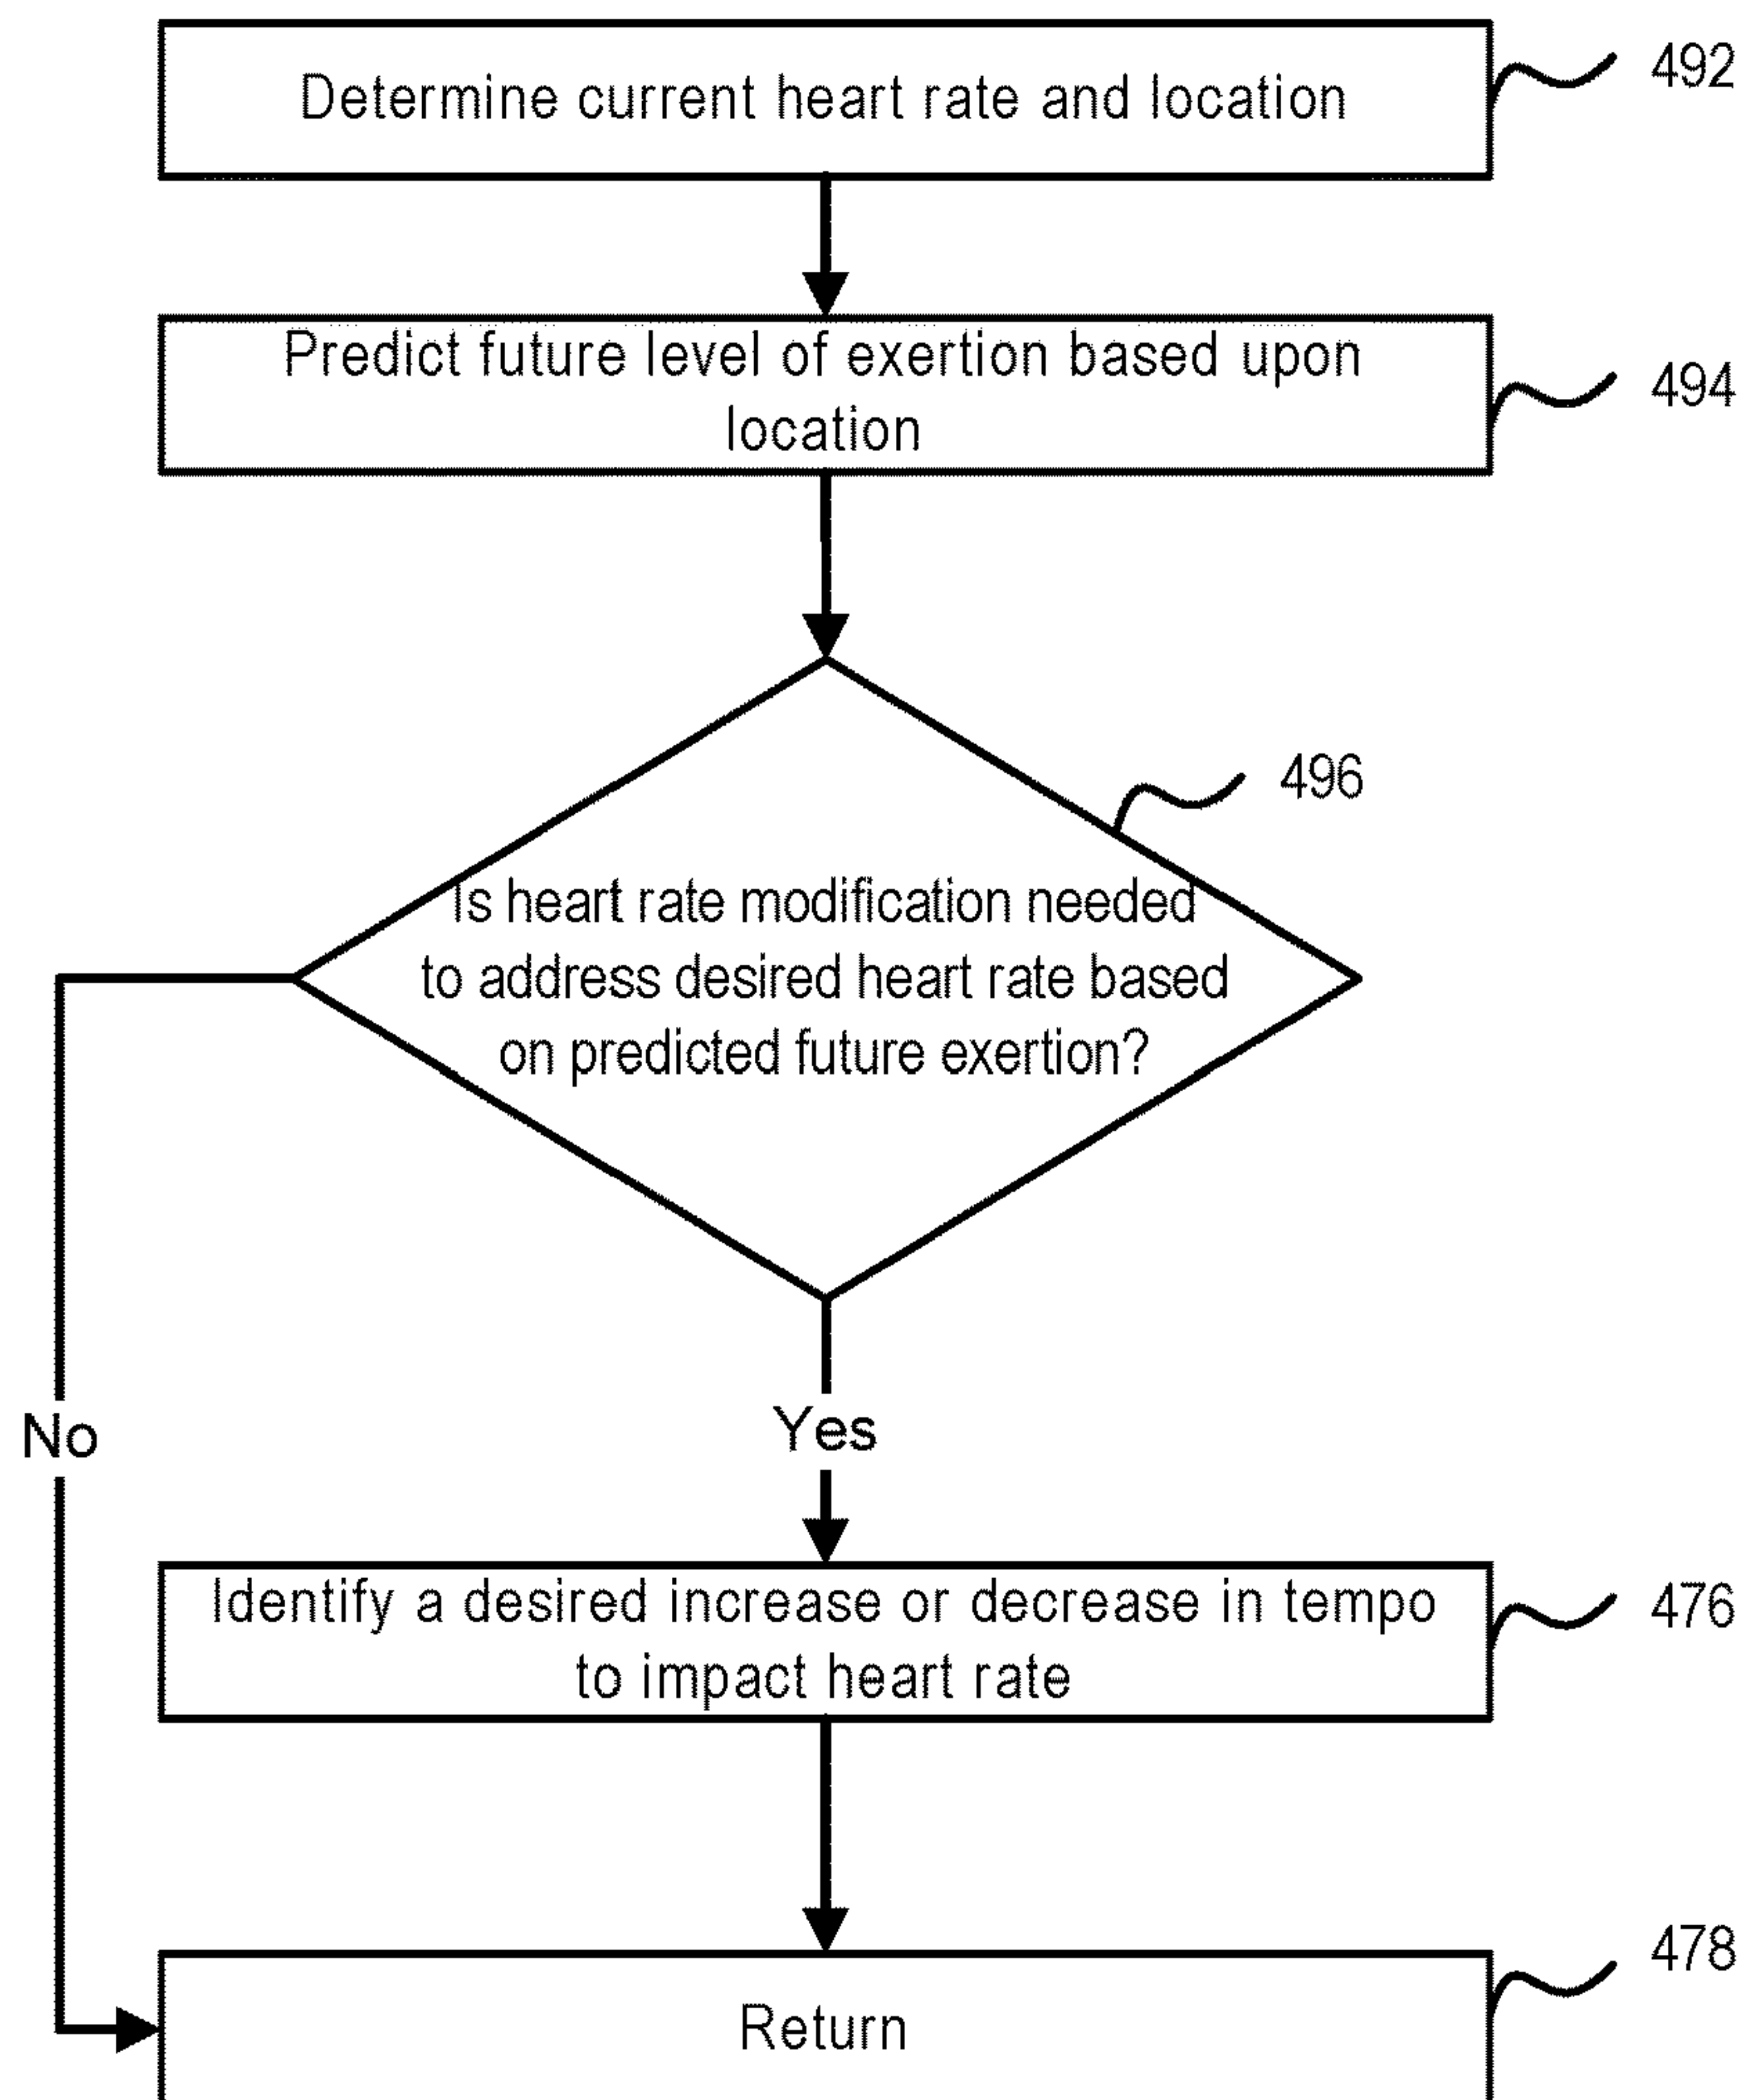 Determine current heart rate and location
492
Predict future level of exertion based upon
location
494
496
Is heart rate modification needed
to address desired heart rate based
on predicted future exertion?
No
Yes
Identify a desired increase or decrease in tempo
to impact heart rate
476
478
Return